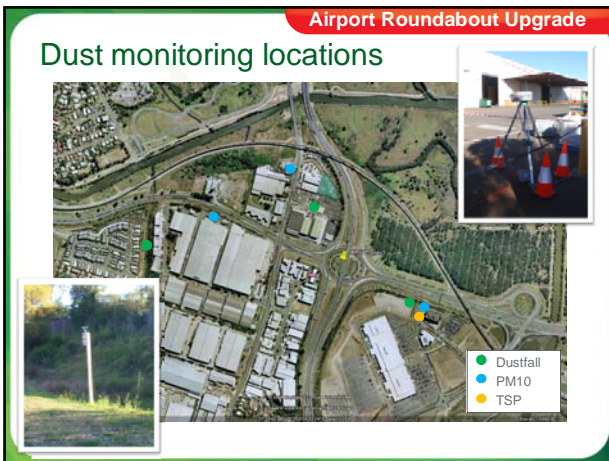 Airport Roundabout Upgrade
Dust monitoring locations
Dustfall
PM10
TSP